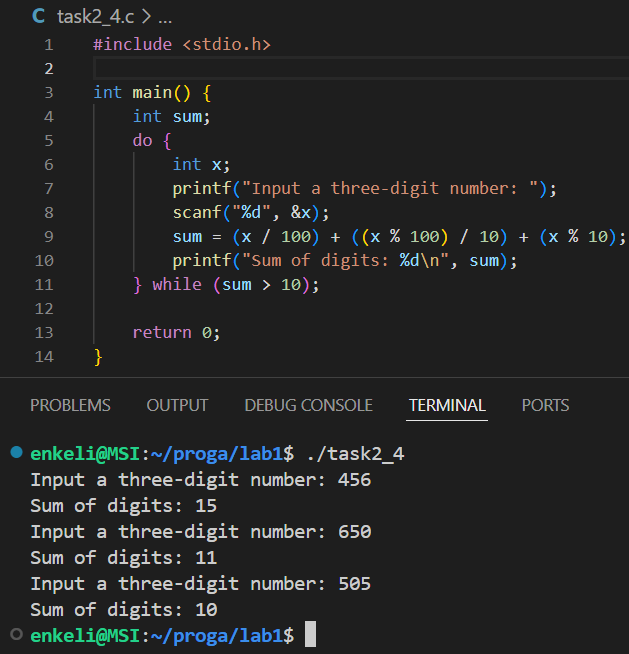 C task2_4.c > ...
1 #include <stdio.h>
2
3 int main() {
4     int sum;
5     do {
6         int x;
7         printf("Input a three-digit number: ");
8         scanf("%d", &x);
9         sum = (x / 100) + ((x % 100) / 10) + (x % 10);
10         printf("Sum of digits: %d\n", sum);
11     } while (sum > 10);
12
13     return 0;
14 }
PROBLEMS OUTPUT DEBUG CONSOLE TERMINAL PORTS
enkeli@MSI:~/proga/lab1$ ./task2_4
Input a three-digit number: 456
Sum of digits: 15
Input a three-digit number: 650
Sum of digits: 11
Input a three-digit number: 505
Sum of digits: 10
enkeli@MSI:~/proga/lab1$